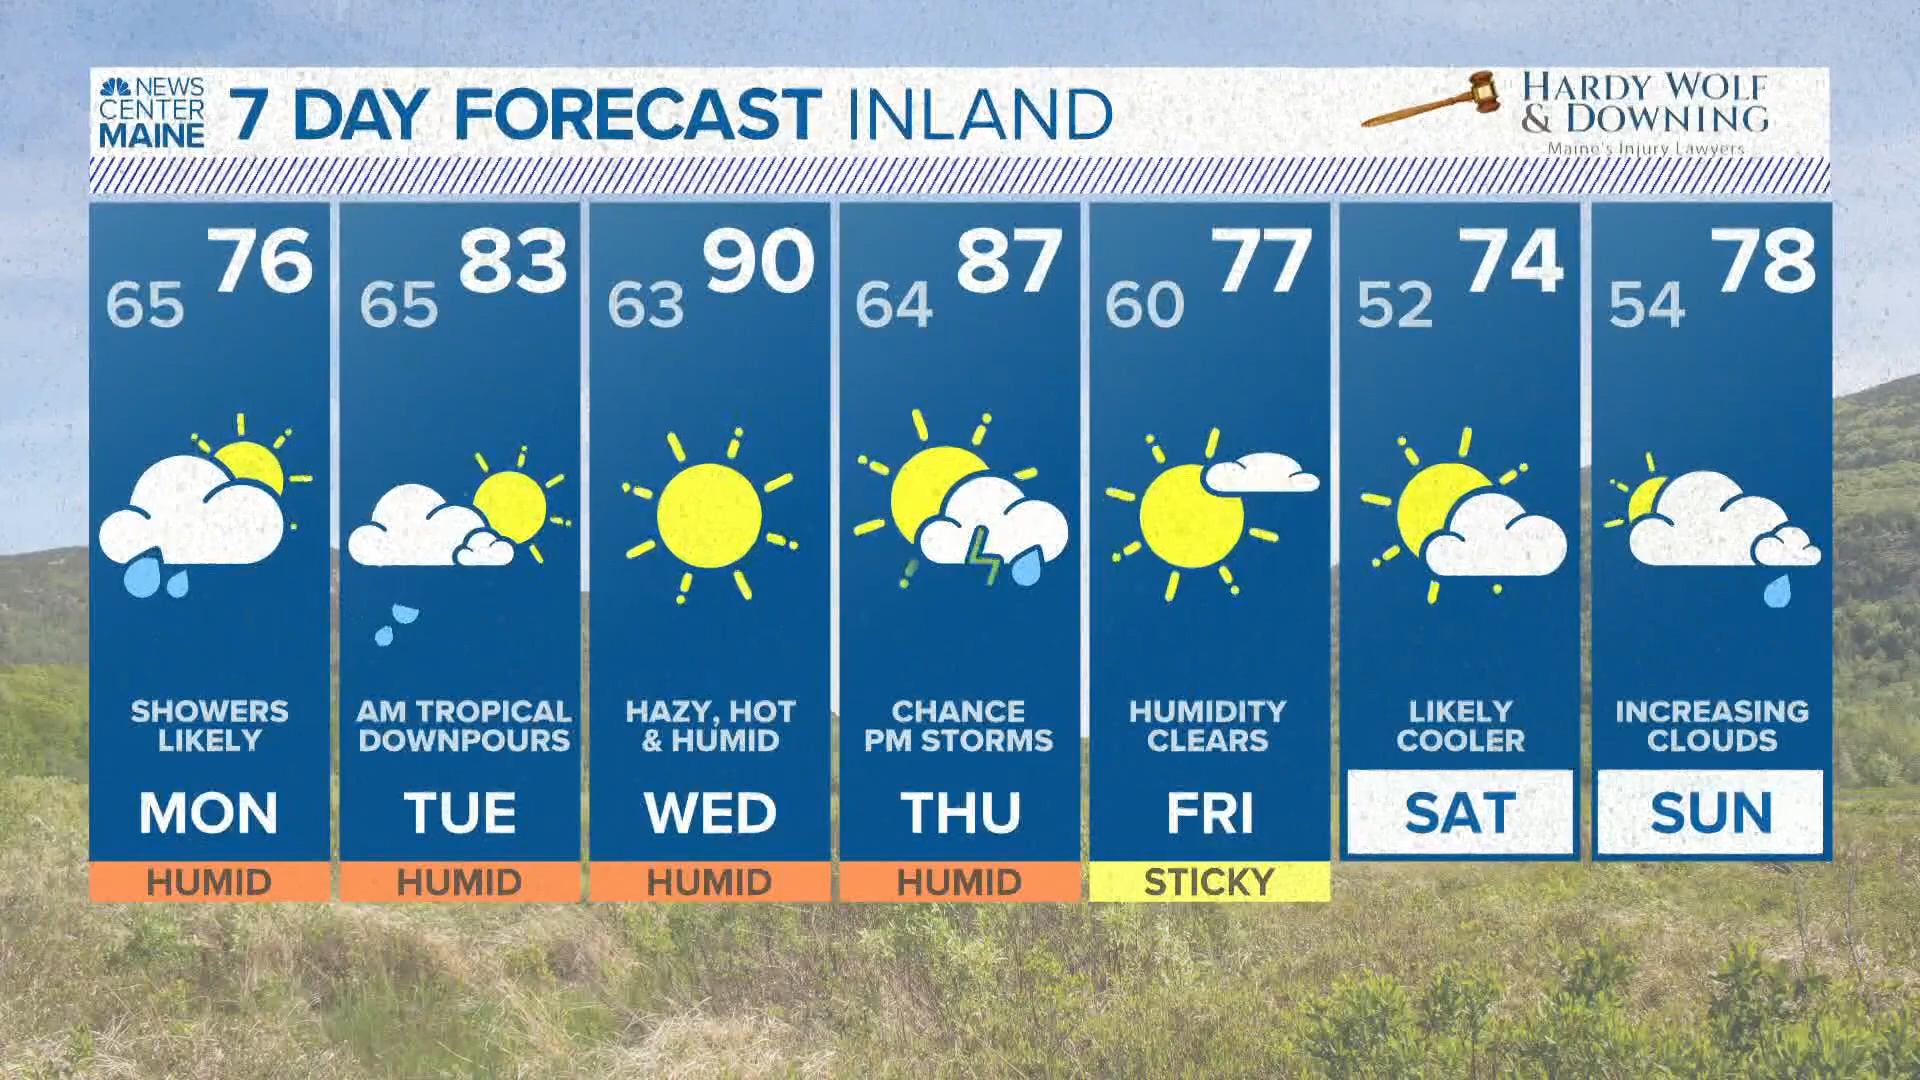 NEWS
CENTER
MAINE
7 DAY FORECAST INLAND
HARDY WOLF
& DOWNING
Maine's Injury Lawyers
65 76
65 83
63 90
64 87
60 77
52 74
54 78
SHOWERS
LIKELY
AM TROPICAL
DOWNPOURS
HAZY, HOT
& HUMID
CHANCE
PM STORMS
HUMIDITY
CLEARS
LIKELY
COOLER
INCREASING
CLOUDS
MON
TUE
WED
THU
FRI
SAT
SUN
HUMID
HUMID
HUMID
HUMID
STICKY